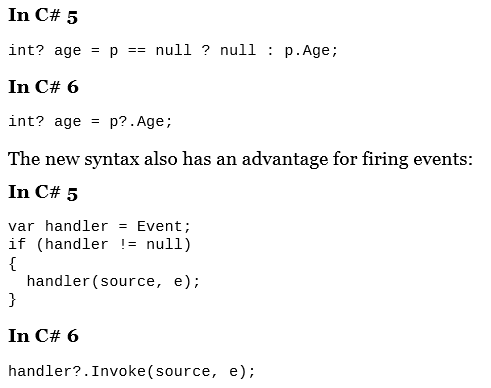 In C# 5
int? age = p == null ? null : p.Age;
In C# 6
int? age = p?.Age;
The new syntax also has an advantage for firing events:
In C# 5
var handler = Event;
if (handler != null)
{
  handler(source, e);
}
In C# 6
handler?.Invoke(source, e);